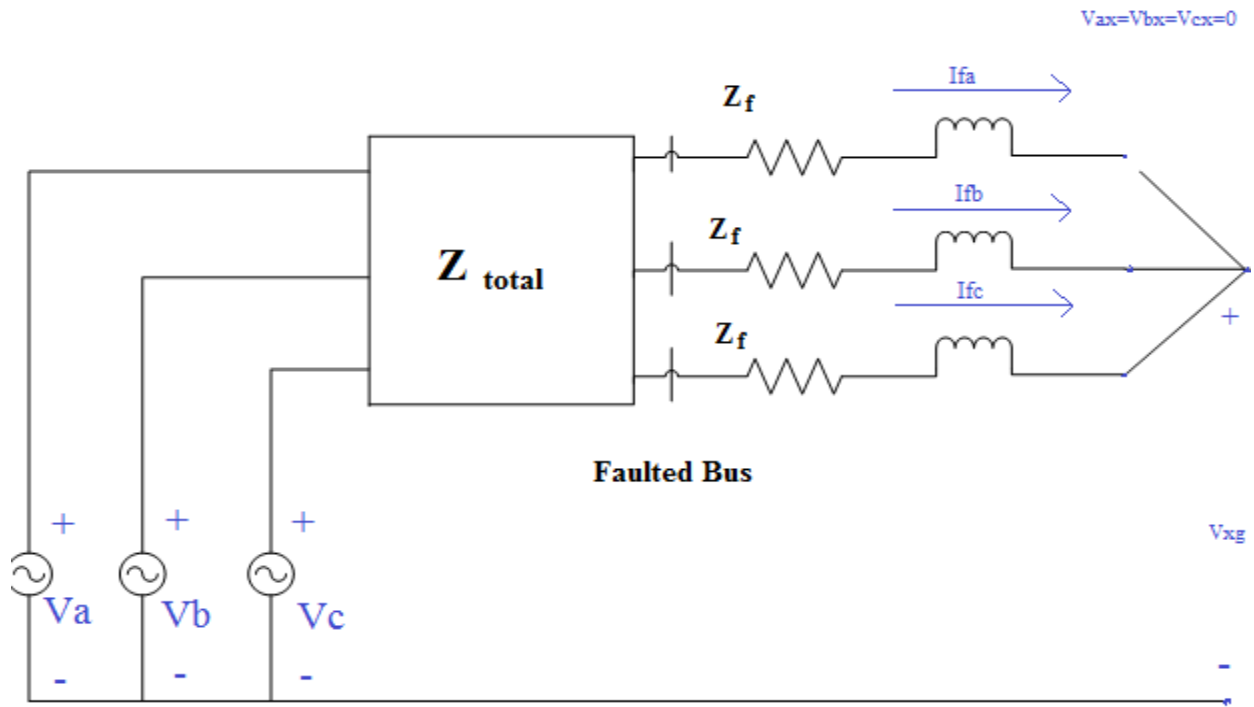 Vax=Vbx=Vcx=0
Ifa
Zf
Ifb
Zf
Z total
Ifc
Zf
+
Faulted Bus
+
+
+
Vxg
Va
Vb
Vc
-
-
-
-